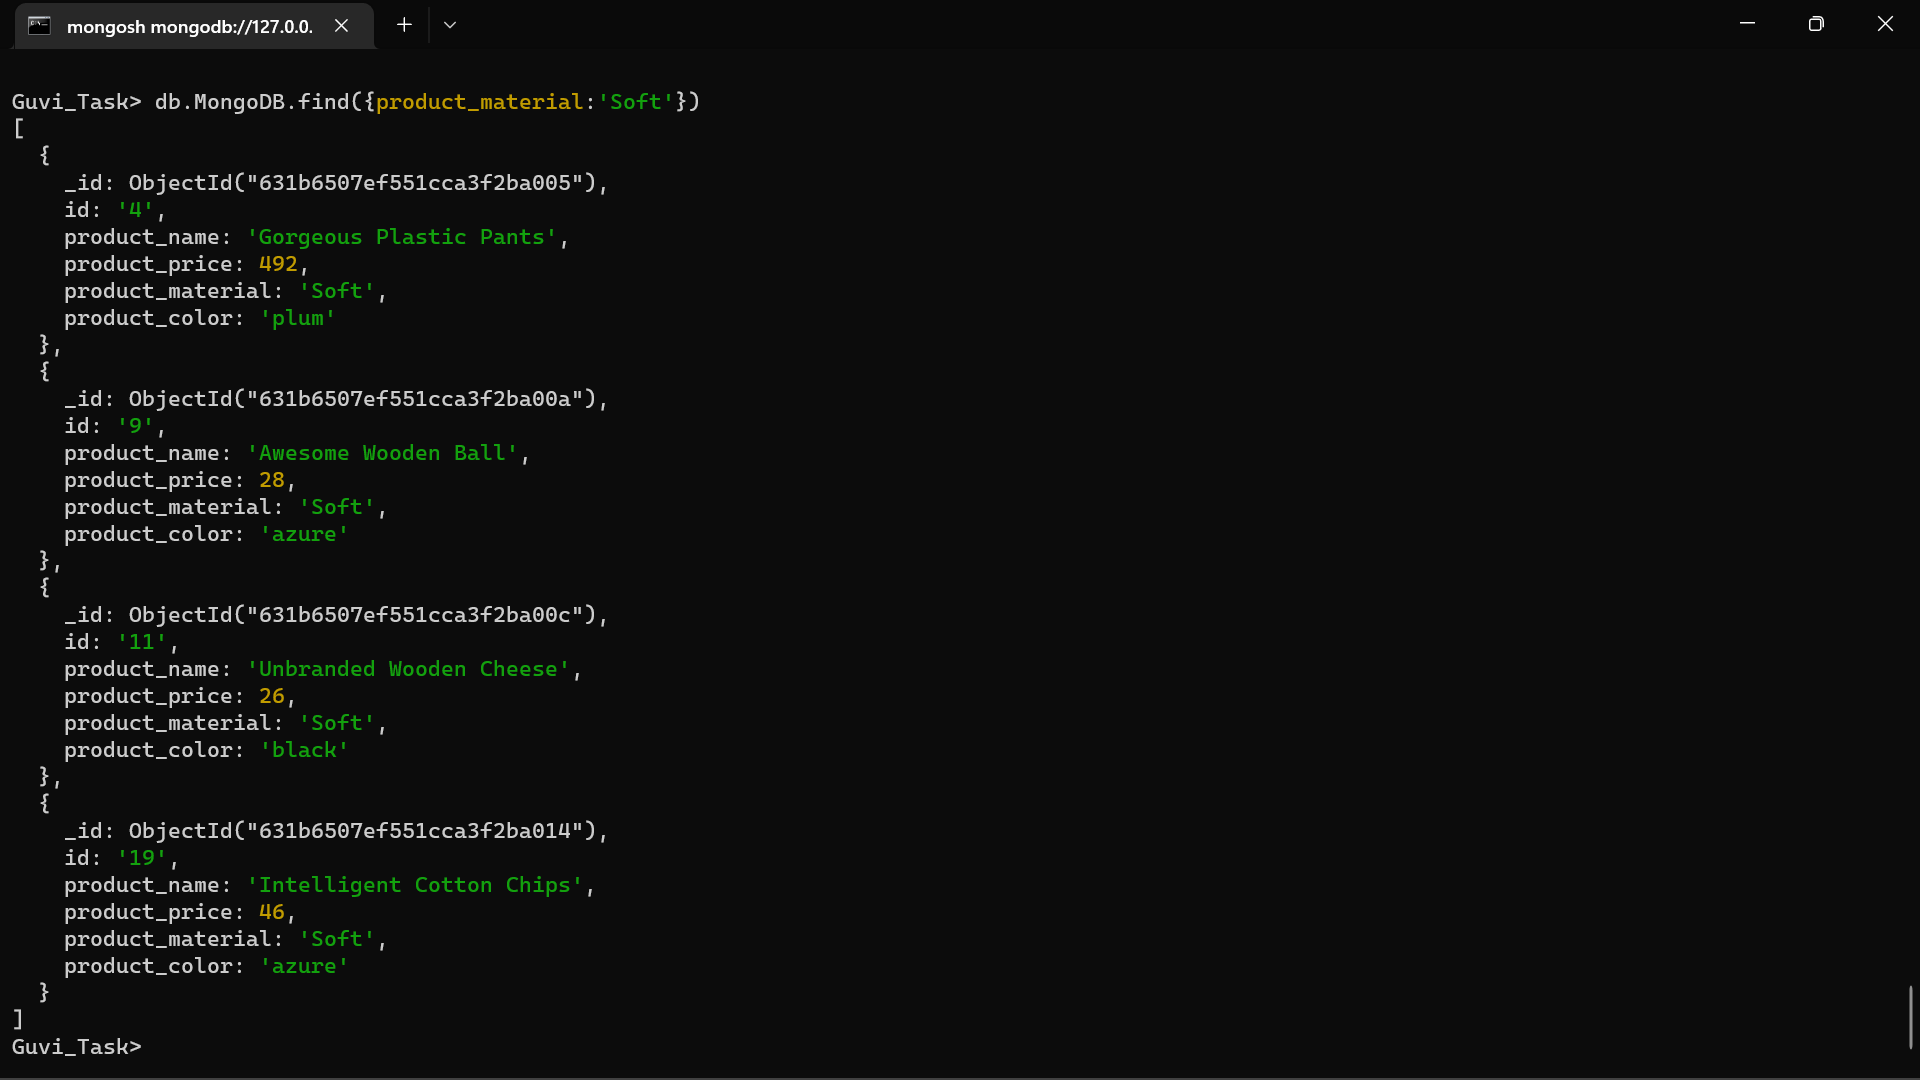 mongosh mongodb://127.0.0.
Guvi_Task> db.MongoDB.find({product_material:'Soft'})
[
  {
    _id: ObjectId("631b6507ef551cca3f2ba005"),
    id: '4',
    product_name: 'Gorgeous Plastic Pants',
    product_price: 492,
    product_material: 'Soft',
    product_color: 'plum'
  },
  {
    _id: ObjectId("631b6507ef551cca3f2ba00a"),
    id: '9',
    product_name: 'Awesome Wooden Ball',
    product_price: 28,
    product_material: 'Soft',
    product_color: 'azure'
  },
  {
    _id: ObjectId("631b6507ef551cca3f2ba00c"),
    id: '11',
    product_name: 'Unbranded Wooden Cheese',
    product_price: 26,
    product_material: 'Soft',
    product_color: 'black'
  },
  {
    _id: ObjectId("631b6507ef551cca3f2ba014"),
    id: '19',
    product_name: 'Intelligent Cotton Chips',
    product_price: 46,
    product_material: 'Soft',
    product_color: 'azure'
  }
]
Guvi_Task>